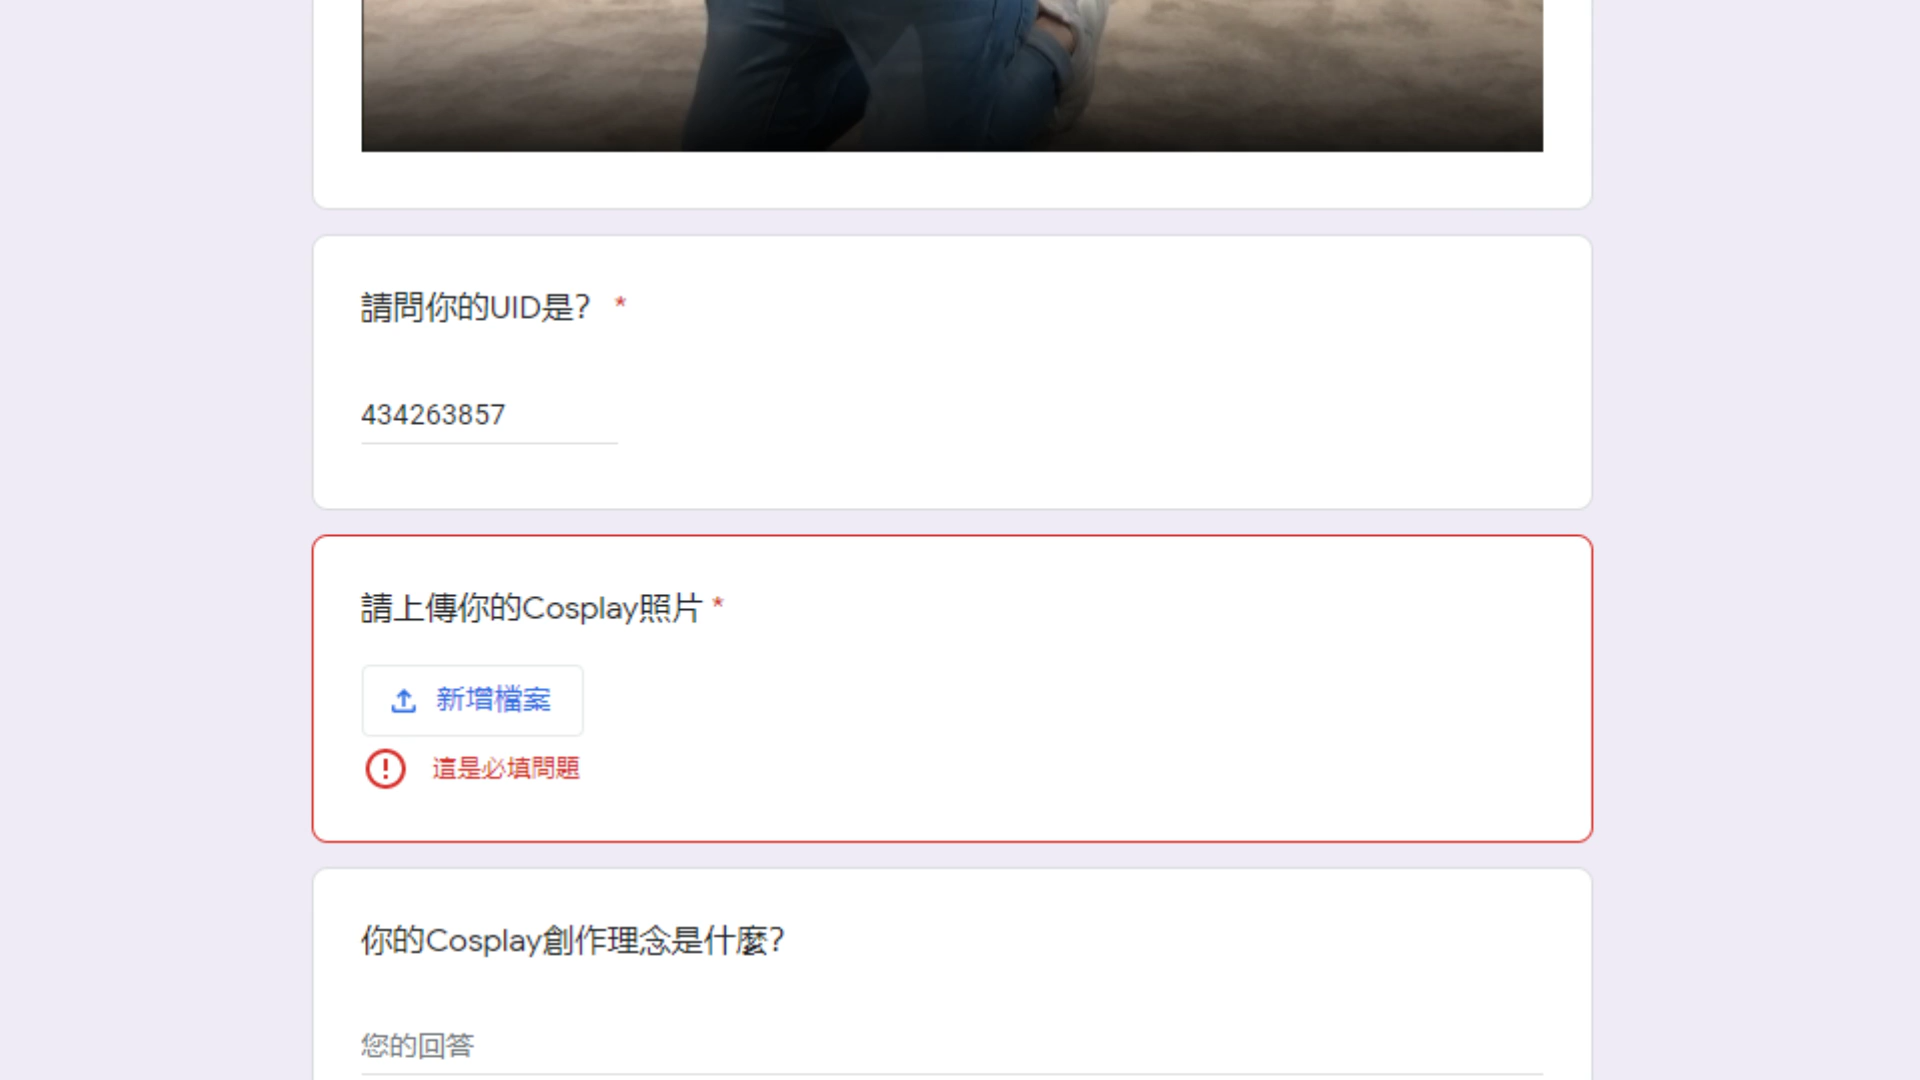 請問你的UID是? *
434263857
請上傳你的Cosplay照片 *
新增檔案
這是必填問題
你的Cosplay創作理念是什麼?
您的回答